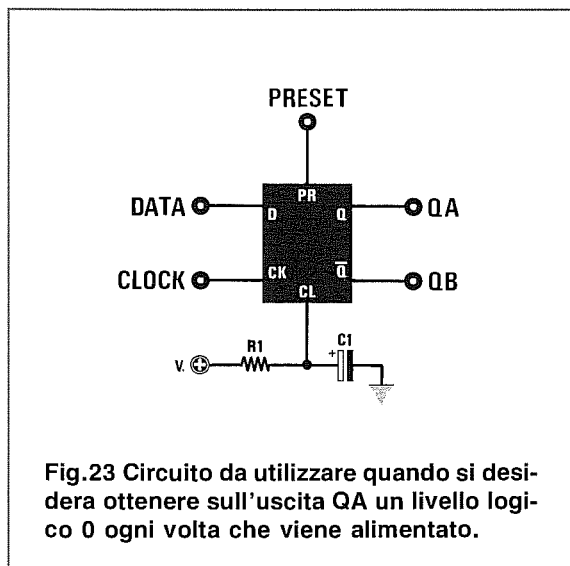 PRESET
PR
DATA
D
Q
QA
CLOCK
CK
Q̅
QB
CL
R1
C1
V.
+
+
Fig.23 Circuito da utilizzare quando si desi-
dera ottenere sull'uscita QA un livello logi-
co 0 ogni volta che viene alimentato.